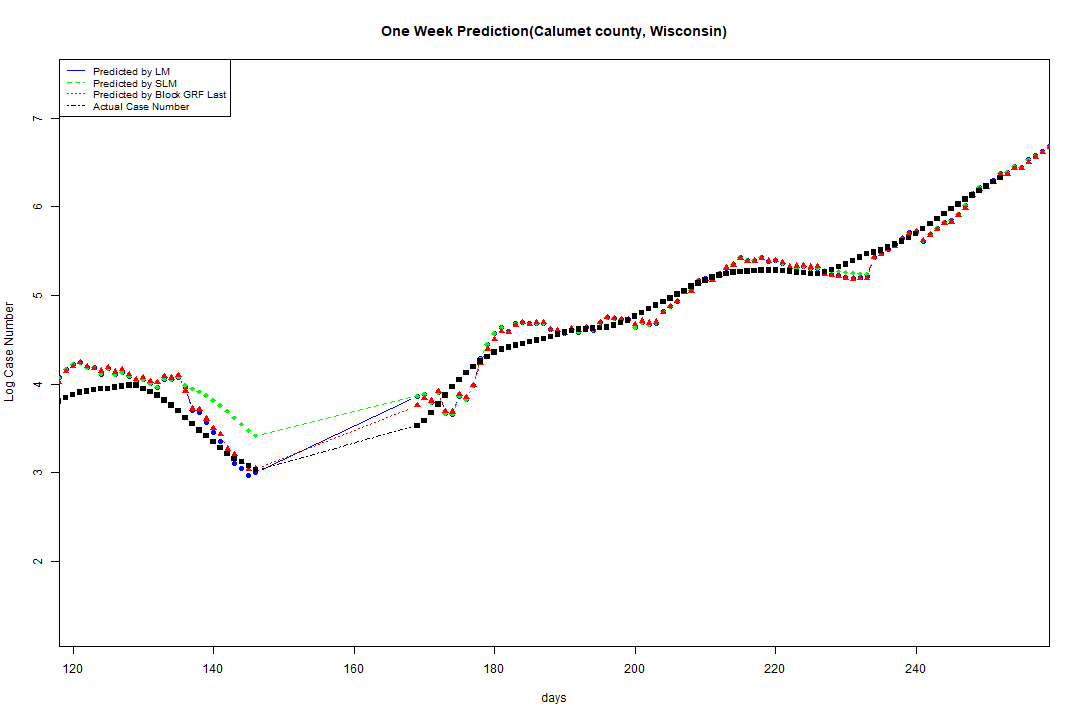 One Week Prediction(Calumet county, Wisconsin)
Predicted by LM
Predicted by SLM
Predicted by Block GRF Last
Actual Case Number
7
6
5
4
3
2
Log Case Number
120 140 160 180 200 220 240
days